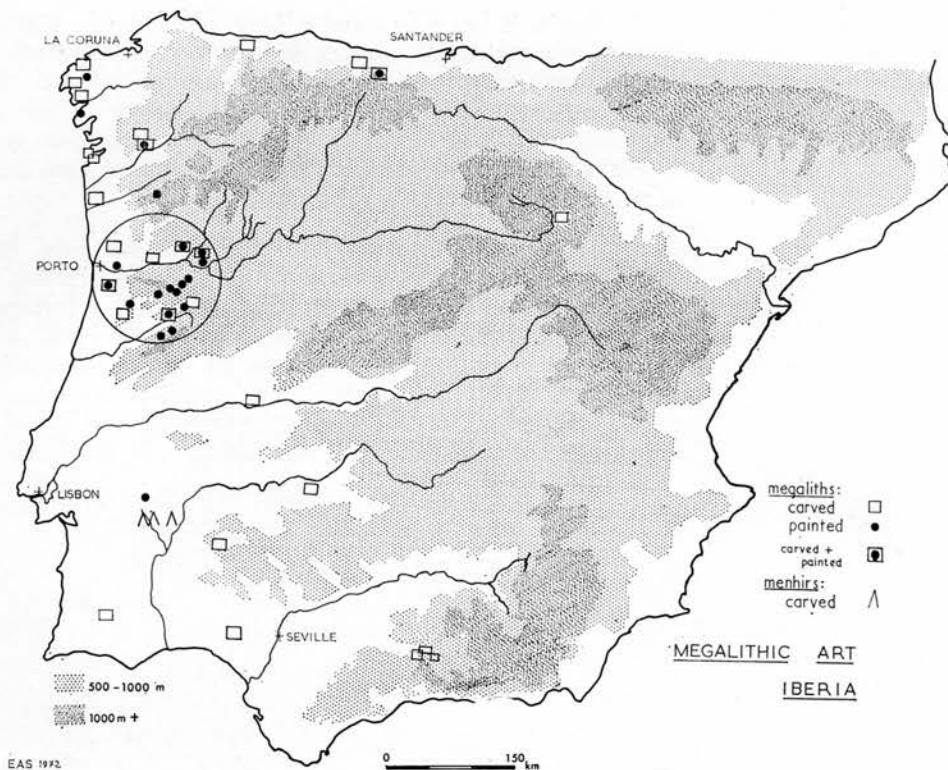 LA CORUNA
SANTANDER
PORTO
LISBON
SEVILLE
megaliths:
carved
painted
carved +
painted
menhirs:
carved
MEGALITHIC ART
IBERIA
500-1000 m
1000 m +
EAS 1972
0 150
km